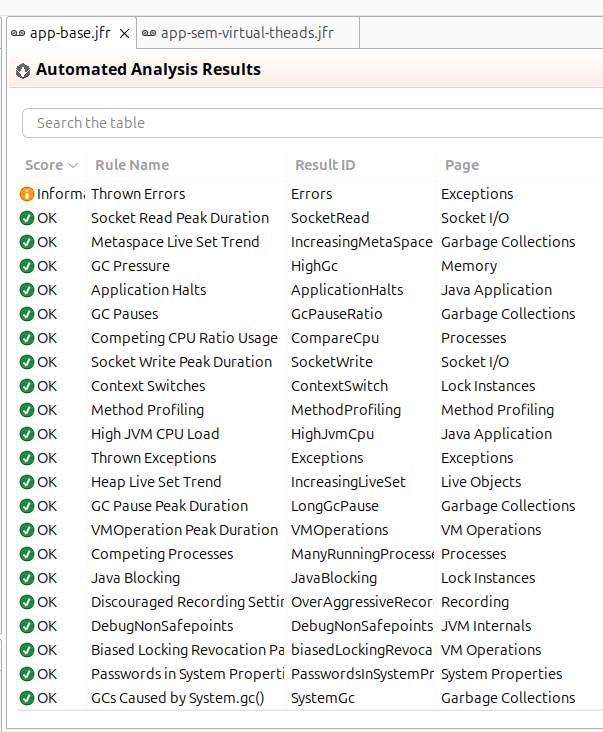 app-base.jfr app-sem-virtual-theads.jfr
Automated Analysis Results
Search the table
Score Rule Name Result ID Page
Informa Thrown Errors Errors Exceptions
OK Socket Read Peak Duration SocketRead Socket I/O
OK Metaspace Live Set Trend IncreasingMetaSpace Garbage Collections
OK GC Pressure HighGc Memory
OK Application Halts ApplicationHalts Java Application
OK GC Pauses GcPauseRatio Garbage Collections
OK Competing CPU Ratio Usage CompareCpu Processes
OK Socket Write Peak Duration SocketWrite Socket I/O
OK Context Switches ContextSwitch Lock Instances
OK Method Profiling MethodProfiling Method Profiling
OK High JVM CPU Load HighJvmCpu Java Application
OK Thrown Exceptions Exceptions Exceptions
OK Heap Live Set Trend IncreasingLiveSet Live Objects
OK GC Pause Peak Duration LongGcPause Garbage Collections
OK VMOperation Peak Duration VMOperations VM Operations
OK Competing Processes ManyRunningProcesse Processes
OK Java Blocking JavaBlocking Lock Instances
OK Discouraged Recording Settin OverAggressiveRecor Recording
OK DebugNonSafepoints DebugNonSafepoints JVM Internals
OK Biased Locking Revocation Pa biasedLockingRevoca VM Operations
OK Passwords in System Properti PasswordsInSystemPr System Properties
OK GCs Caused by System.gc() SystemGc Garbage Collections